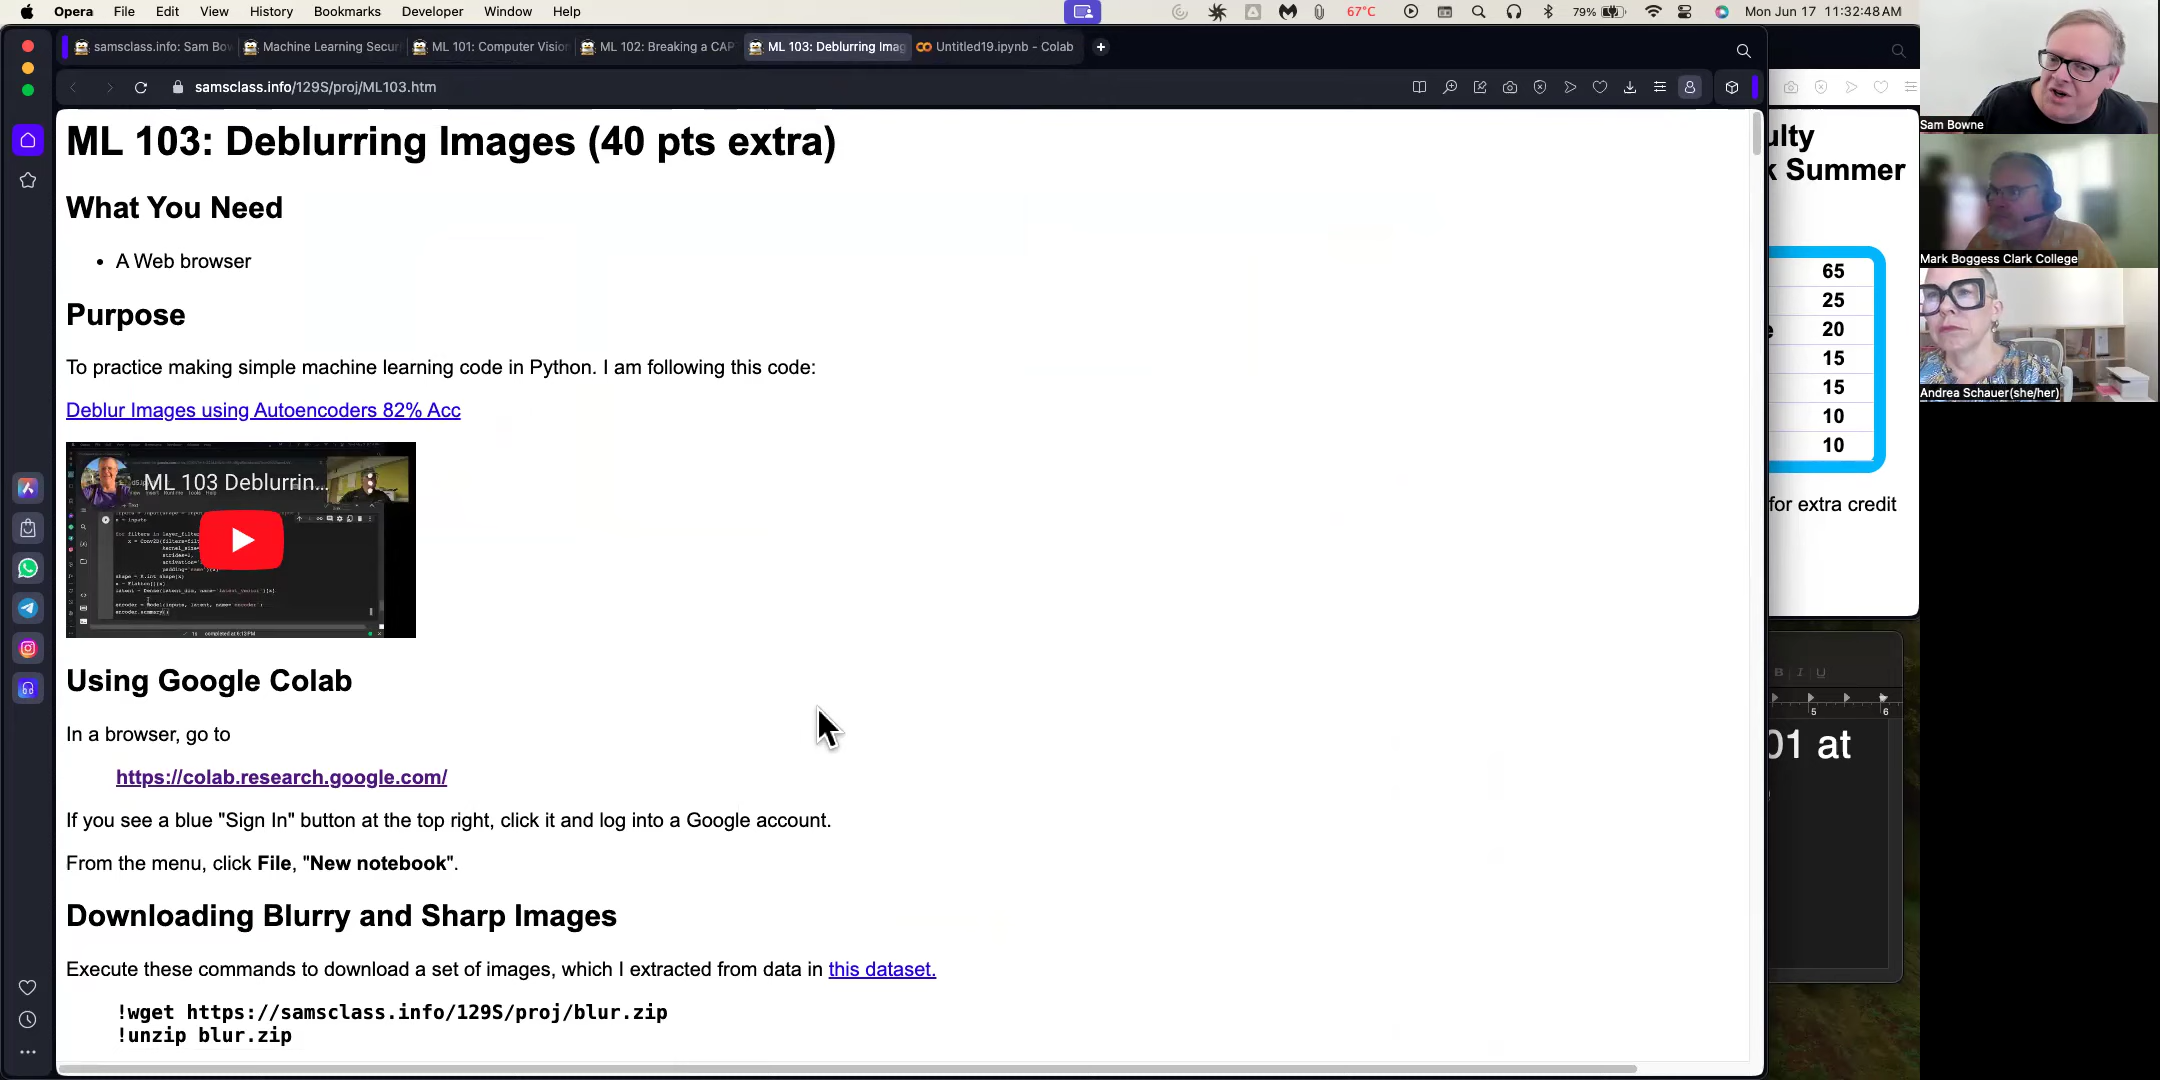 Opera File Edit View History Bookmarks Developer Window Help
67°C
79%
Mon Jun 17 11:32:48 AM
samsclass.info: Sam Bow
Machine Learning Secur
ML 101: Computer Vision
ML 102: Breaking a CAP
ML 103: Deblurring Imag
Untitled19.ipynb - Colab
samsclass.info/129S/proj/ML103.htm
ML 103: Deblurring Images (40 pts extra)
What You Need
• A Web browser
Purpose
To practice making simple machine learning code in Python. I am following this code:
Deblur Images using Autoencoders 82% Acc
ML 103 Deblurrin...
Using Google Colab
In a browser, go to
https://colab.research.google.com/
If you see a blue "Sign In" button at the top right, click it and log into a Google account.
From the menu, click File, "New notebook".
Downloading Blurry and Sharp Images
Execute these commands to download a set of images, which I extracted from data in this dataset.
!wget https://samsclass.info/129S/proj/blur.zip
!unzip blur.zip
ulty
k Summer
65
25
e 20
15
15
10
10
for extra credit
B I U
5 6
01 at
Sam Bowne
Mark Boggess Clark College
Andrea Schauer(she/her)